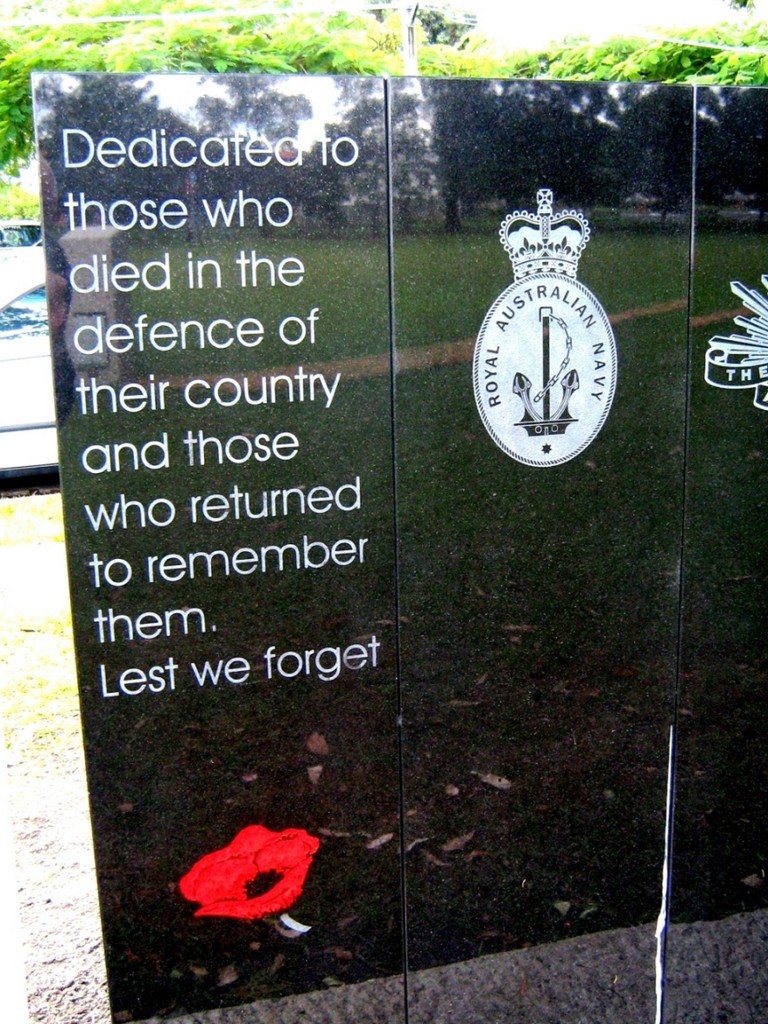 Dedicated to
those who
died in the
defence of
their country
and those
who returned
to remember
them.
Lest we forget
ROYAL AUSTRALIAN NAVY
THE